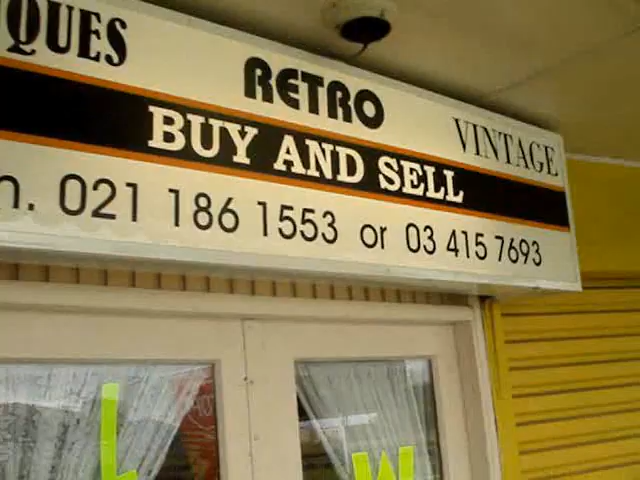 QUES RETRO VINTAGE
BUY AND SELL
n. 021 186 1553 or 03 415 7693
L W